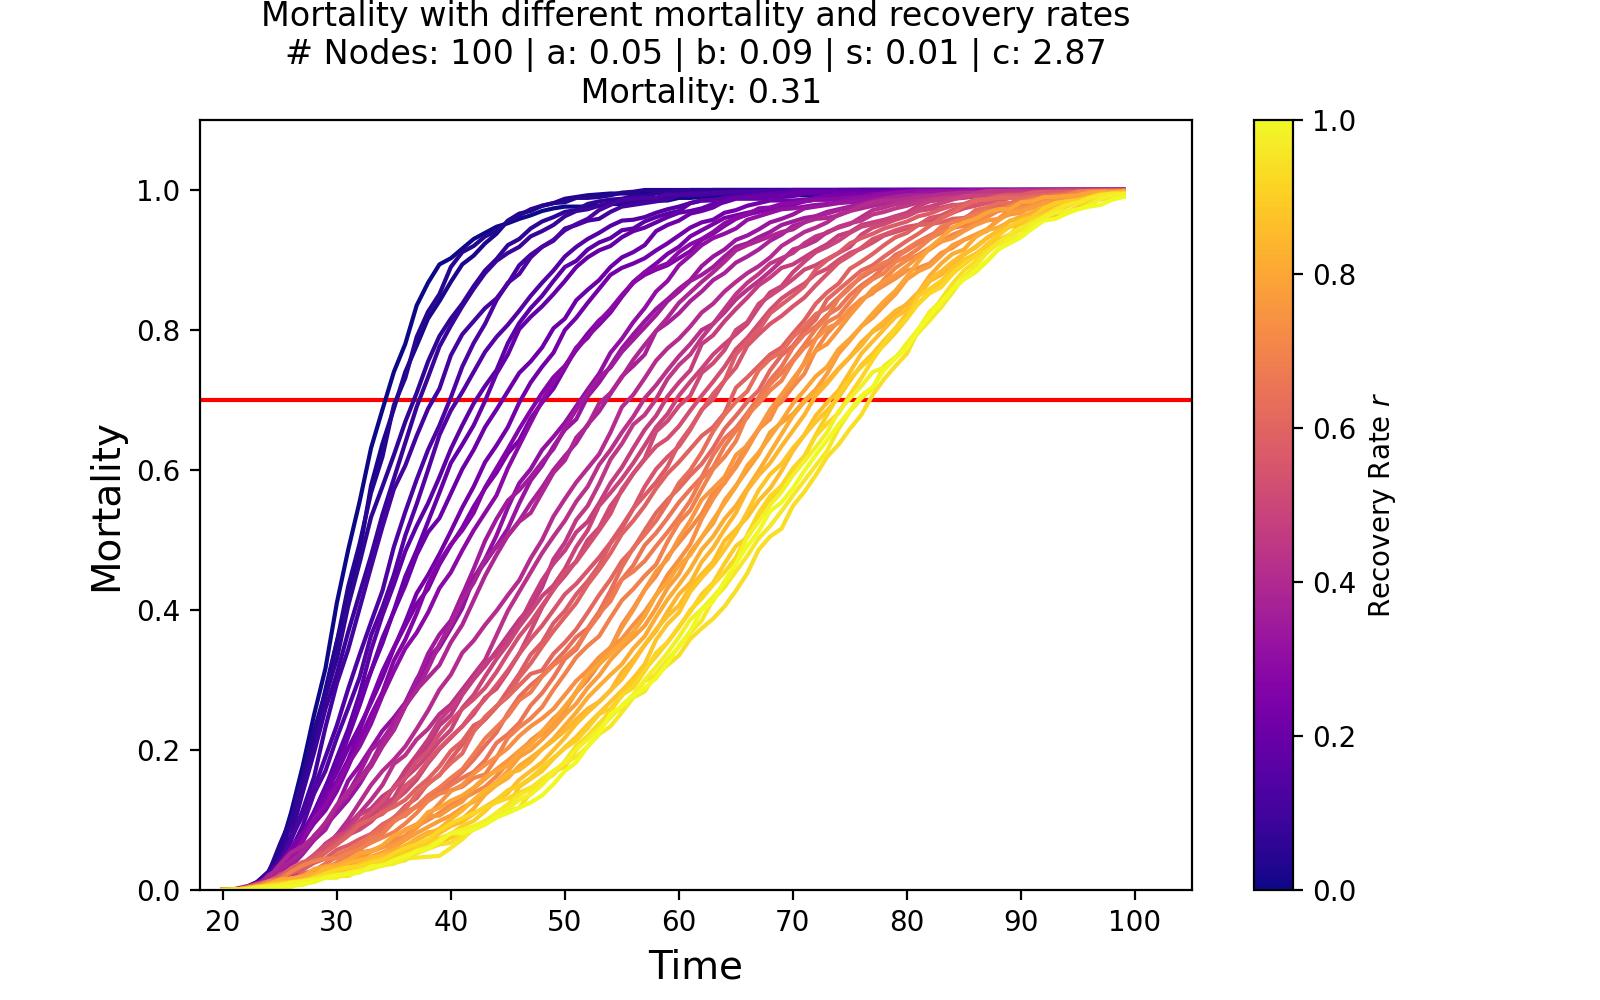 Mortality with different mortality and recovery rates
# Nodes: 100 | a: 0.05 | b: 0.09 | s: 0.01 | c: 2.87
Mortality: 0.31
Mortality
1.0
0.8
0.6
0.4
0.2
0.0
20 30 40 50 60 70 80 90 100
Time
1.0
0.8
0.6
0.4
0.2
0.0
Recovery Rate r